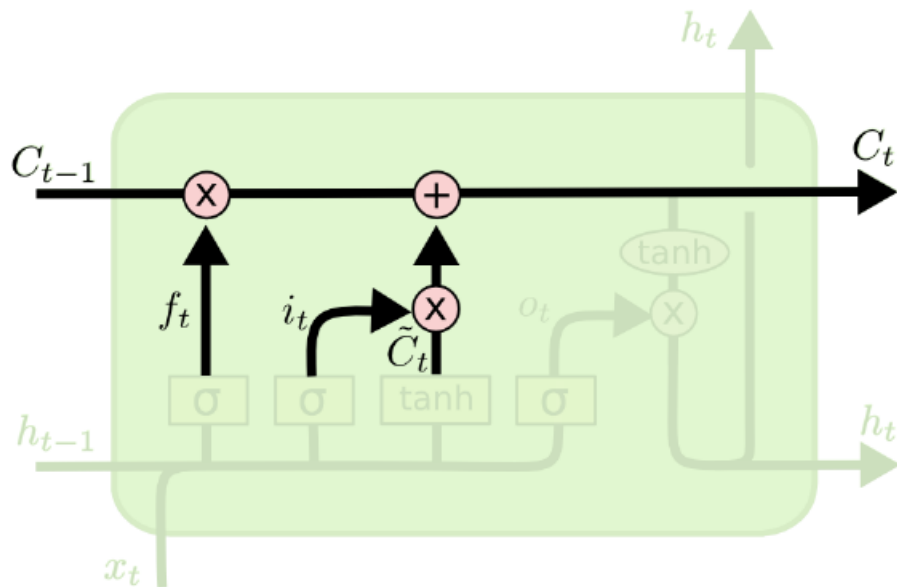 h_t
C_{t-1}
C_t
x
+
tanh
f_t
i_t
x
o_t
x
C̃_t
σ
σ
tanh
σ
h_{t-1}
h_t
x_t